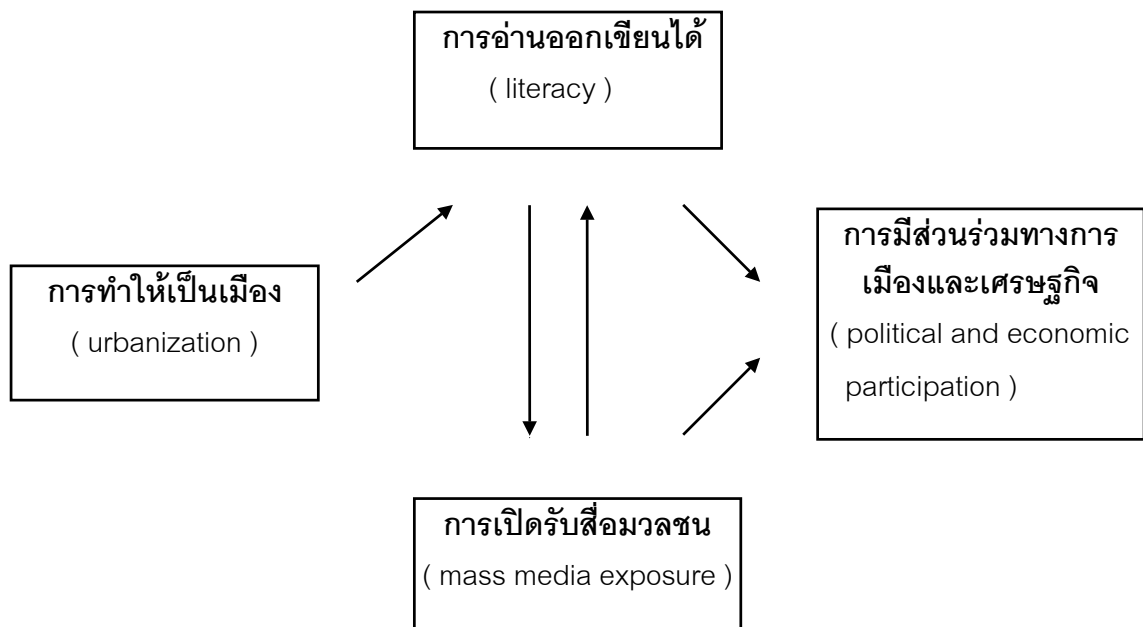 การอ่านออกเขียนได้
( literacy )
การทำให้เป็นเมือง
( urbanization )
การมีส่วนร่วมทางการ
เมืองและเศรษฐกิจ
( political and economic
participation )
การเปิดรับสื่อมวลชน
( mass media exposure )